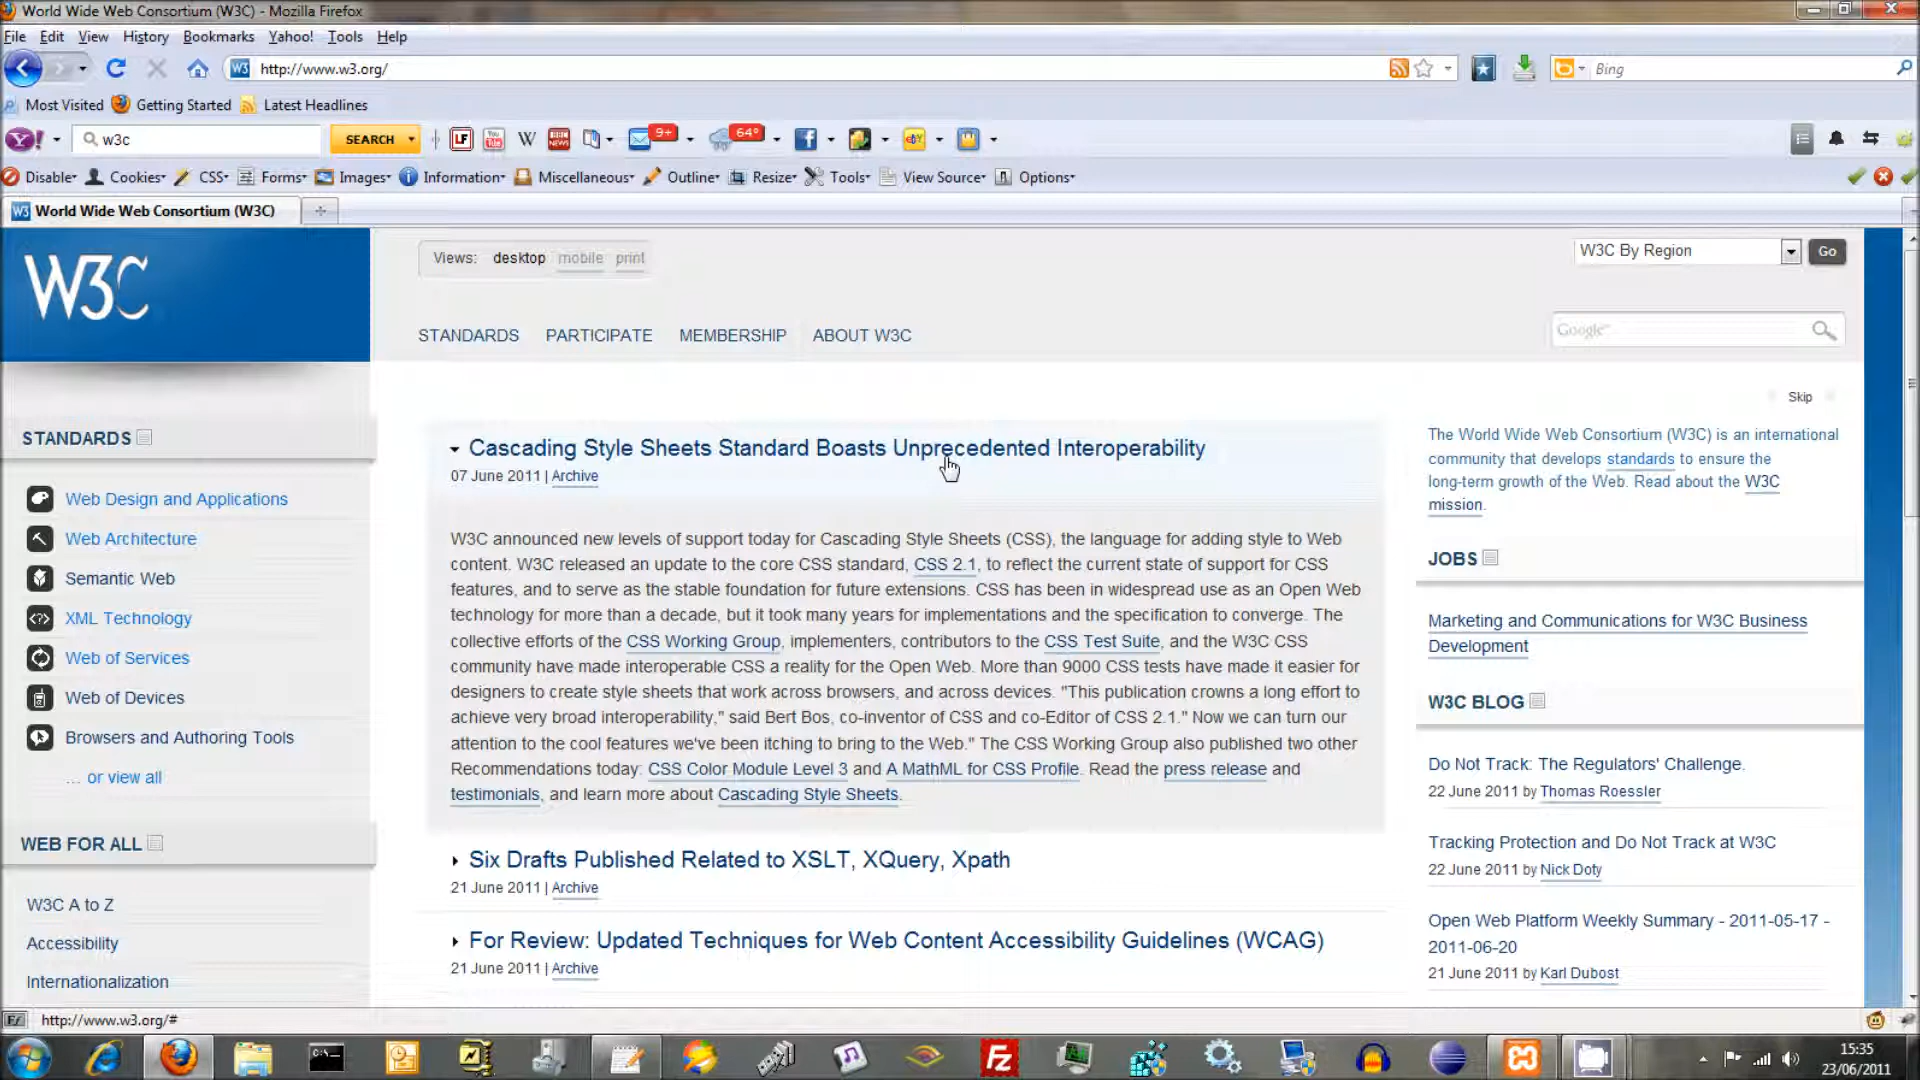 World Wide Web Consortium (W3C) - Mozilla Firefox
File Edit View History Bookmarks Yahoo! Tools Help
http://www.w3.org/
Bing
Most Visited Getting Started Latest Headlines
w3c SEARCH LF You Tube W BBC NEWS 9+ 64°
Disable Cookies CSS Forms Images Information Miscellaneous Outline Resize Tools View Source Options
World Wide Web Consortium (W3C)
W3C
Views: desktop mobile print
W3C By Region Go
STANDARDS PARTICIPATE MEMBERSHIP ABOUT W3C
Google™
STANDARDS
Web Design and Applications
Web Architecture
Semantic Web
XML Technology
Web of Services
Web of Devices
Browsers and Authoring Tools
... or view all
WEB FOR ALL
W3C A to Z
Accessibility
Internationalization
Cascading Style Sheets Standard Boasts Unprecedented Interoperability
07 June 2011 | Archive
W3C announced new levels of support today for Cascading Style Sheets (CSS), the language for adding style to Web
content. W3C released an update to the core CSS standard, CSS 2.1, to reflect the current state of support for CSS
features, and to serve as the stable foundation for future extensions. CSS has been in widespread use as an Open Web
technology for more than a decade, but it took many years for implementations and the specification to converge. The
collective efforts of the CSS Working Group, implementers, contributors to the CSS Test Suite, and the W3C CSS
community have made interoperable CSS a reality for the Open Web. More than 9000 CSS tests have made it easier for
designers to create style sheets that work across browsers, and across devices. "This publication crowns a long effort to
achieve very broad interoperability," said Bert Bos, co-inventor of CSS and co-Editor of CSS 2.1." Now we can turn our
attention to the cool features we've been itching to bring to the Web." The CSS Working Group also published two other
Recommendations today: CSS Color Module Level 3 and A MathML for CSS Profile. Read the press release and
testimonials, and learn more about Cascading Style Sheets.
Six Drafts Published Related to XSLT, XQuery, Xpath
21 June 2011 | Archive
For Review: Updated Techniques for Web Content Accessibility Guidelines (WCAG)
21 June 2011 | Archive
Skip
The World Wide Web Consortium (W3C) is an international
community that develops standards to ensure the
long-term growth of the Web. Read about the W3C
mission.
JOBS
Marketing and Communications for W3C Business
Development
W3C BLOG
Do Not Track: The Regulators' Challenge.
22 June 2011 by Thomas Roessler
Tracking Protection and Do Not Track at W3C
22 June 2011 by Nick Doty
Open Web Platform Weekly Summary - 2011-05-17 -
2011-06-20
21 June 2011 by Karl Dubost
http://www.w3.org/#
15:35
23/06/2011